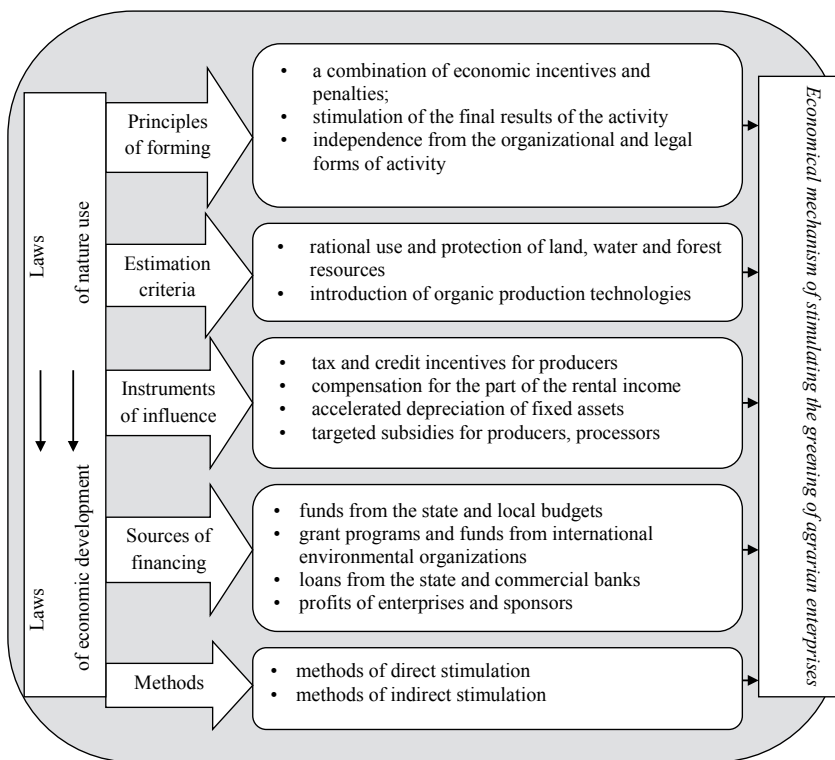 Laws
of nature use
Laws
of economic development
Principles
of forming
• a combination of economic incentives and
penalties;
• stimulation of the final results of the activity
• independence from the organizational and legal
forms of activity
Estimation
criteria
• rational use and protection of land, water and forest
resources
• introduction of organic production technologies
Instruments
of influence
• tax and credit incentives for producers
• compensation for the part of the rental income
• accelerated depreciation of fixed assets
• targeted subsidies for producers, processors
Sources of
financing
• funds from the state and local budgets
• grant programs and funds from international
environmental organizations
• loans from the state and commercial banks
• profits of enterprises and sponsors
Methods
• methods of direct stimulation
• methods of indirect stimulation
Economical mechanism of stimulating the greening of agrarian enterprises